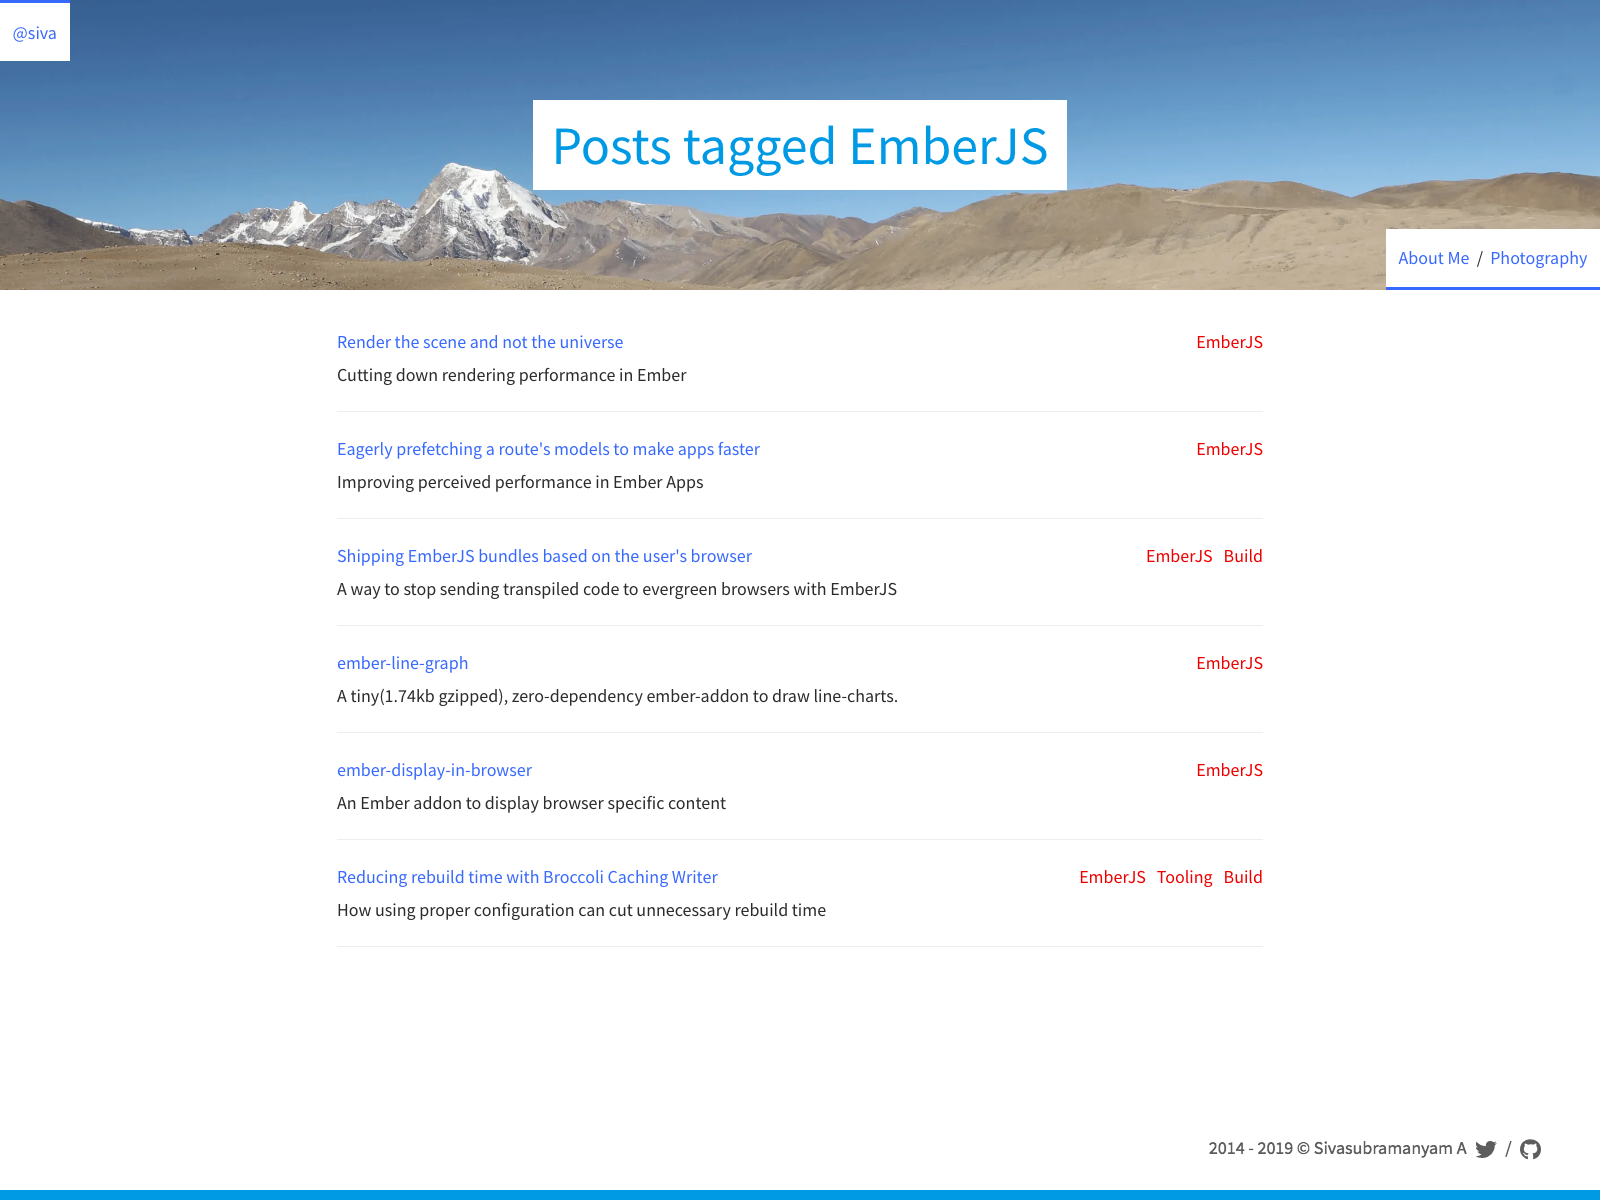 @siva
Posts tagged EmberJS
About Me / Photography
Render the scene and not the universe EmberJS
Cutting down rendering performance in Ember
Eagerly prefetching a route's models to make apps faster EmberJS
Improving perceived performance in Ember Apps
Shipping EmberJS bundles based on the user's browser EmberJS Build
A way to stop sending transpiled code to evergreen browsers with EmberJS
ember-line-graph EmberJS
A tiny(1.74kb gzipped), zero-dependency ember-addon to draw line-charts.
ember-display-in-browser EmberJS
An Ember addon to display browser specific content
Reducing rebuild time with Broccoli Caching Writer EmberJS Tooling Build
How using proper configuration can cut unnecessary rebuild time
2014 - 2019 © Sivasubramanyam A /